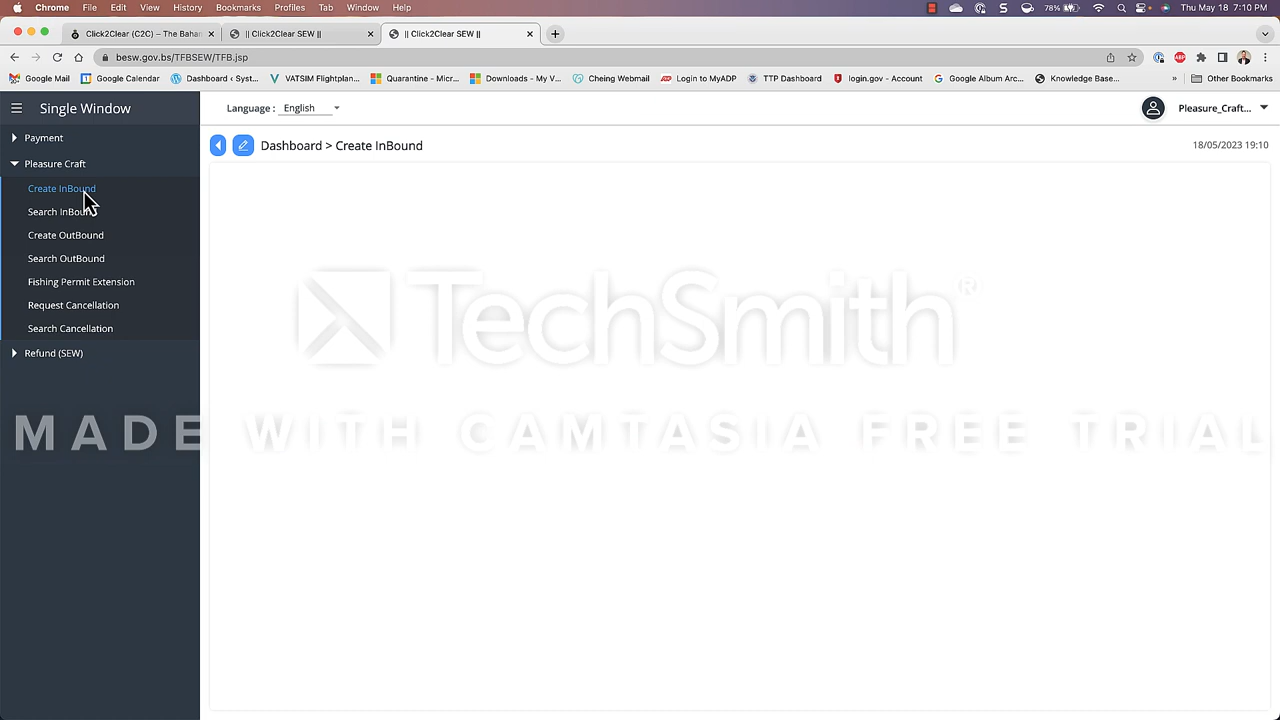 Chrome File Edit View History Bookmarks Profiles Tab Window Help 78% Thu May 18 7:10 PM
Click2Clear (C2C) – The Baha || Click2Clear SEW || || Click2Clear SEW ||
besw.gov.bs/TFBSEW/TFB.jsp
Google Mail Google Calendar Dashboard ‹ Syst... VATSIM Flightplan... Quarantine - Micr... Downloads - My V... Cheing Webmail Login to MyADP TTP Dashboard login.gov - Account Google Album Arc... Knowledge Base... » Other Bookmarks
Single Window Language : English Pleasure_Craft...
Payment
Dashboard > Create InBound 18/05/2023 19:10
Pleasure Craft
Create InBound
Search InBou
Create OutBound
Search OutBound
Fishing Permit Extension
Request Cancellation
Search Cancellation
Refund (SEW)
TechSmith(R)
MADE WITH CAMTASIA FREE TRIAL